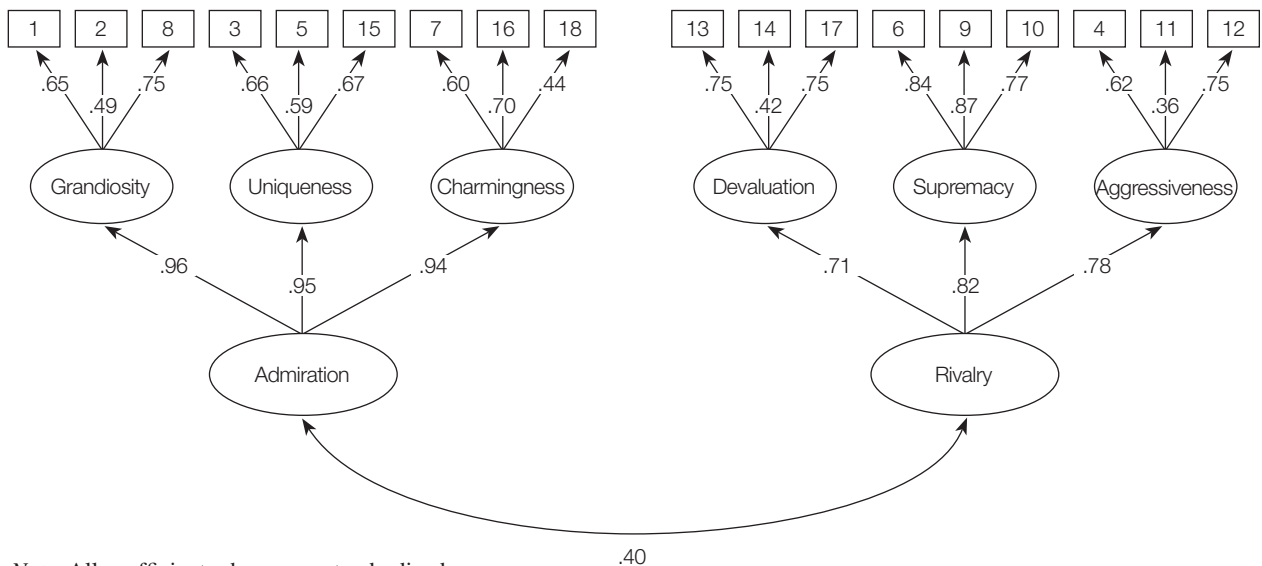 1 2 8 3 5 15 7 16 18 13 14 17 6 9 10 4 11 12
.65 .75 .66 .67 .60 .44 .75 .75 .84 .77 .62 .75
.49 .59 .70 .42 .87 .36
Grandiosity Uniqueness Charmingness Devaluation Supremacy Aggressiveness
.96 .94 .71 .78
.95 .82
Admiration Rivalry
.40